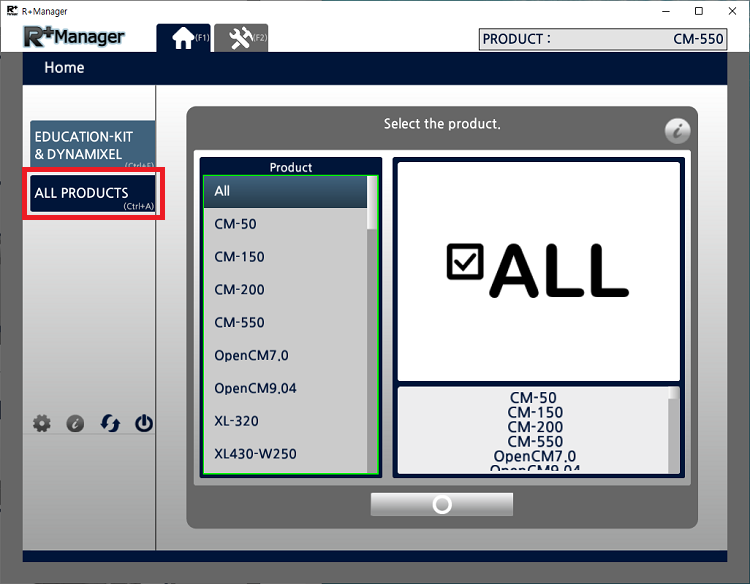 R+Manager
R+Manager
(F1)
(F2)
PRODUCT :
CM-550
Home
EDUCATION-KIT
& DYNAMIXEL
(Ctrl+E)
ALL PRODUCTS
(Ctrl+A)
Select the product.
Product
All
CM-50
CM-150
CM-200
CM-550
OpenCM7.0
OpenCM9.04
XL-320
XL430-W250
ALL
CM-50
CM-150
CM-200
CM-550
OpenCM7.0
OpenCM9.04